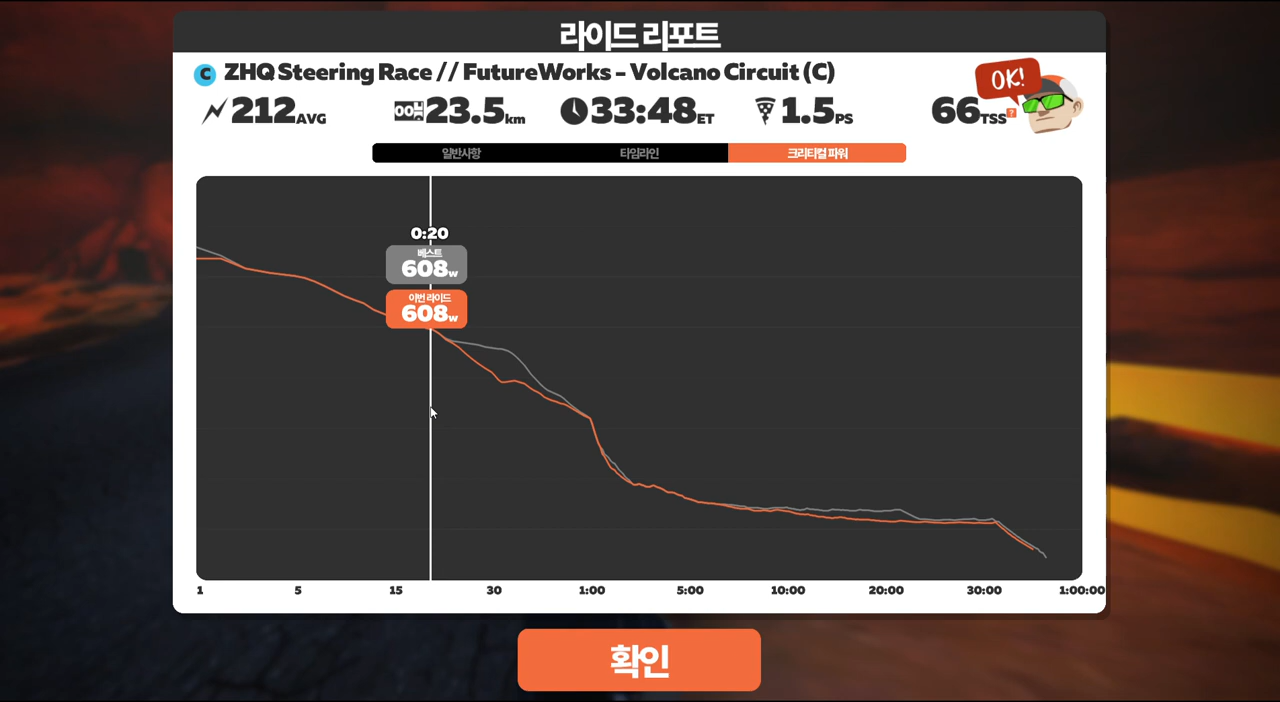 라이드 리포트
C ZHQ Steering Race // FutureWorks - Volcano Circuit (C)
OK!
212AVG 23.5km 33:48ET 1.5PS 66TSS ?
일반사항 타임라인 크리티컬 파워
0:20
베스트
608w
이번 라이드
608w
1 5 15 30 1:00 5:00 10:00 20:00 30:00 1:00:00
확인